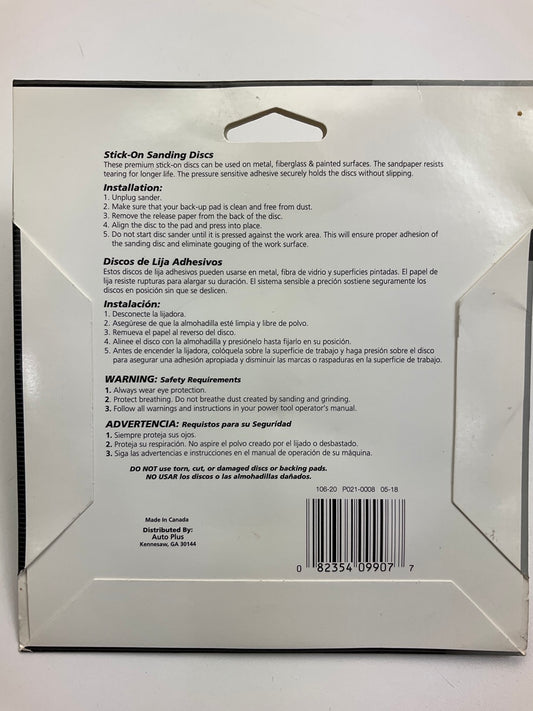 Stick-On Sanding Discs
These premium stick-on discs can be used on metal, fiberglass & painted surfaces. The sandpaper resists
tearing for longer life. The pressure sensitive adhesive securely holds the discs without slipping.
Installation:
1. Unplug sander.
2. Make sure that your back-up pad is clean and free from dust.
3. Remove the release paper from the back of the disc.
4. Align the disc to the pad and press into place.
5. Do not start disc sander until it is pressed against the work area. This will ensure proper adhesion of
the sanding disc and eliminate gouging of the work surface.
Discos de Lija Adhesivos
Estos discos de lija adhesivos pueden usarse en metal, fibra de vidrio y superficies pintadas. El papel de
lija resiste rupturas para alargar su duración. El sistema sensible a preción sostiene seguramente los
discos en posición sin que se deslicen.
Instalación:
1. Desconecte la lijadora.
2. Asegúrese de que la almohadilla esté limpia y libre de polvo.
3. Remueva el papel al reverso del disco.
4. Alinee el disco con la almohadilla y presiónelo hasta fijarlo en su posición.
5. Antes de encender la lijadora, colóquela sobre la superficie de trabajo y haga presión sobre el disco
para asegurar una adhesión apropiada y disminuir las marcas o raspaduras en la superficie de trabajo.
WARNING: Safety Requirements
1. Always wear eye protection.
2. Protect breathing. Do not breathe dust created by sanding and grinding.
3. Follow all warnings and instructions in your power tool operator's manual.
ADVERTENCIA: Requistos para su Seguridad
1. Siempre proteja sus ojos.
2. Proteja su respiración. No aspire el polvo creado por el lijado o desbastado.
3. Siga las advertencias e instrucciones en el manual de operación de su máquina.
DO NOT use torn, cut, or damaged discs or backing pads.
NO USAR los discos o las almohadillas dañados.
106-20 P021-0008 05-18
Made In Canada
Distributed By:
Auto Plus
Kennesaw, GA 30144
0 82354 09907 7